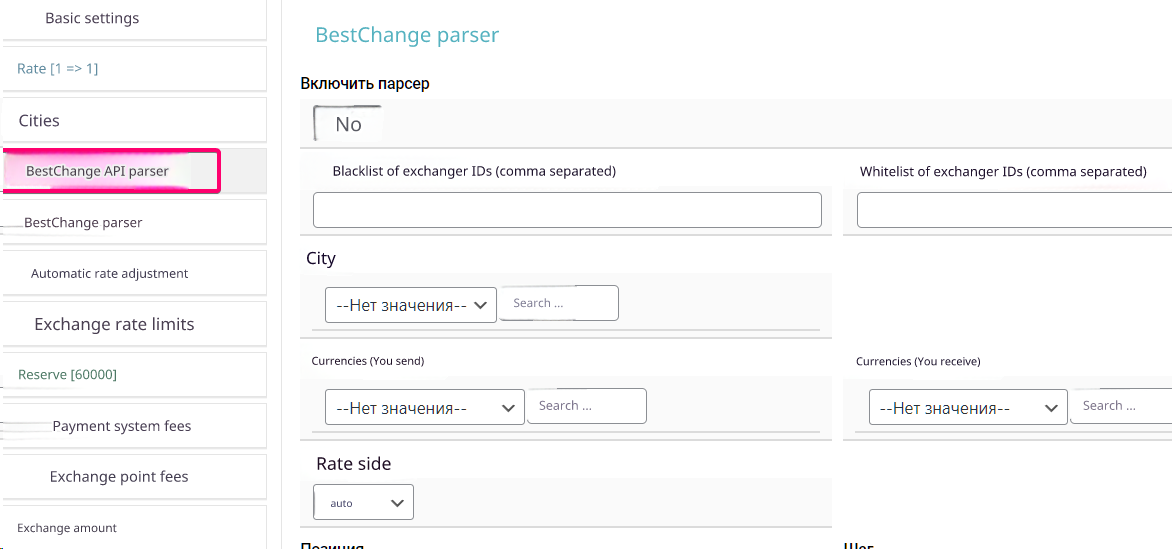 Basic settings
Rate [1 => 1]
Cities
BestChange API parser
BestChange parser
Automatic rate adjustment
Exchange rate limits
Reserve [60000]
Payment system fees
Exchange point fees
Exchange amount
BestChange parser
Включить парсер
No
Blacklist of exchanger IDs (comma separated)
Whitelist of exchanger IDs (comma separated)
City
--Нет значения--
Search ...
Currencies (You send)
Currencies (You receive)
--Нет значения--
Search ...
--Нет значения--
Search ...
Rate side
auto
Позиция
Шаг